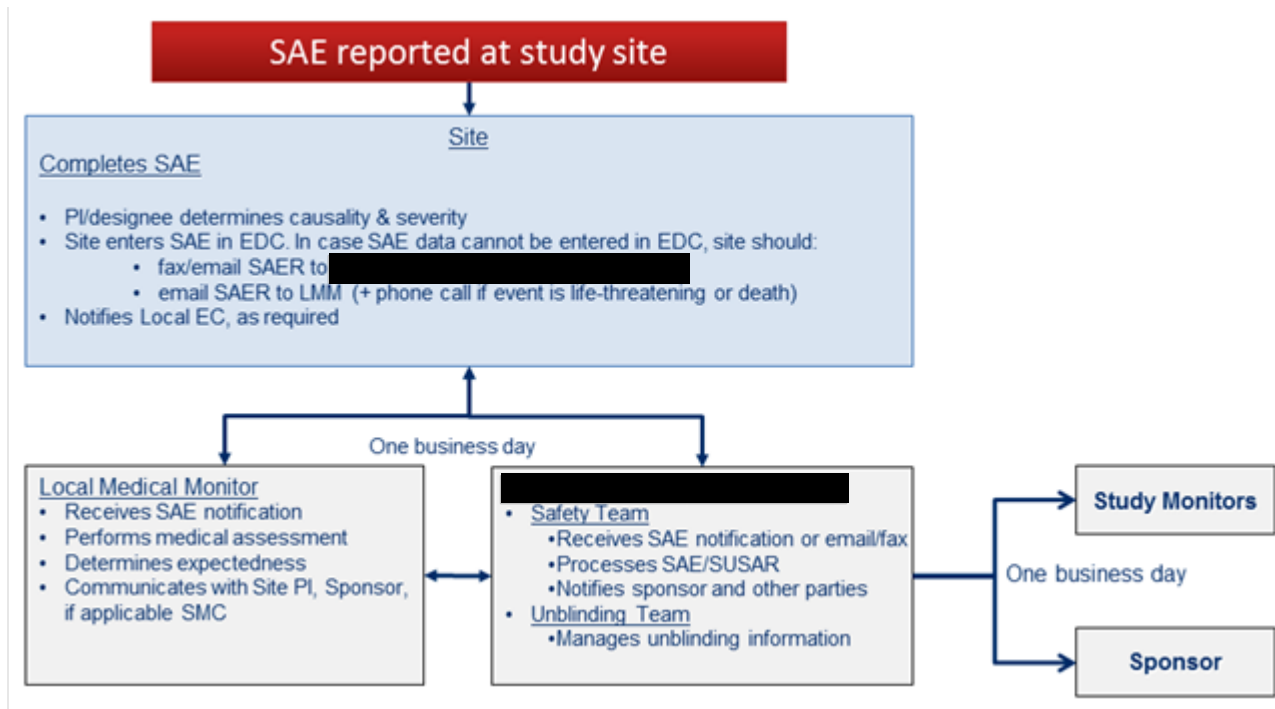 SAE reported at study site
Site
Completes SAE
• PI/designee determines causality & severity
• Site enters SAE in EDC. In case SAE data cannot be entered in EDC, site should:
• fax/email SAER to
• email SAER to LMM (+ phone call if event is life-threatening or death)
• Notifies Local EC, as required
One business day
Local Medical Monitor
• Receives SAE notification
• Performs medical assessment
• Determines expectedness
• Communicates with Site PI, Sponsor,
if applicable SMC
• Safety Team
•Receives SAE notification or email/fax
•Processes SAE/SUSAR
•Notifies sponsor and other parties
• Unblinding Team
•Manages unblinding information
Study Monitors
One business day
Sponsor